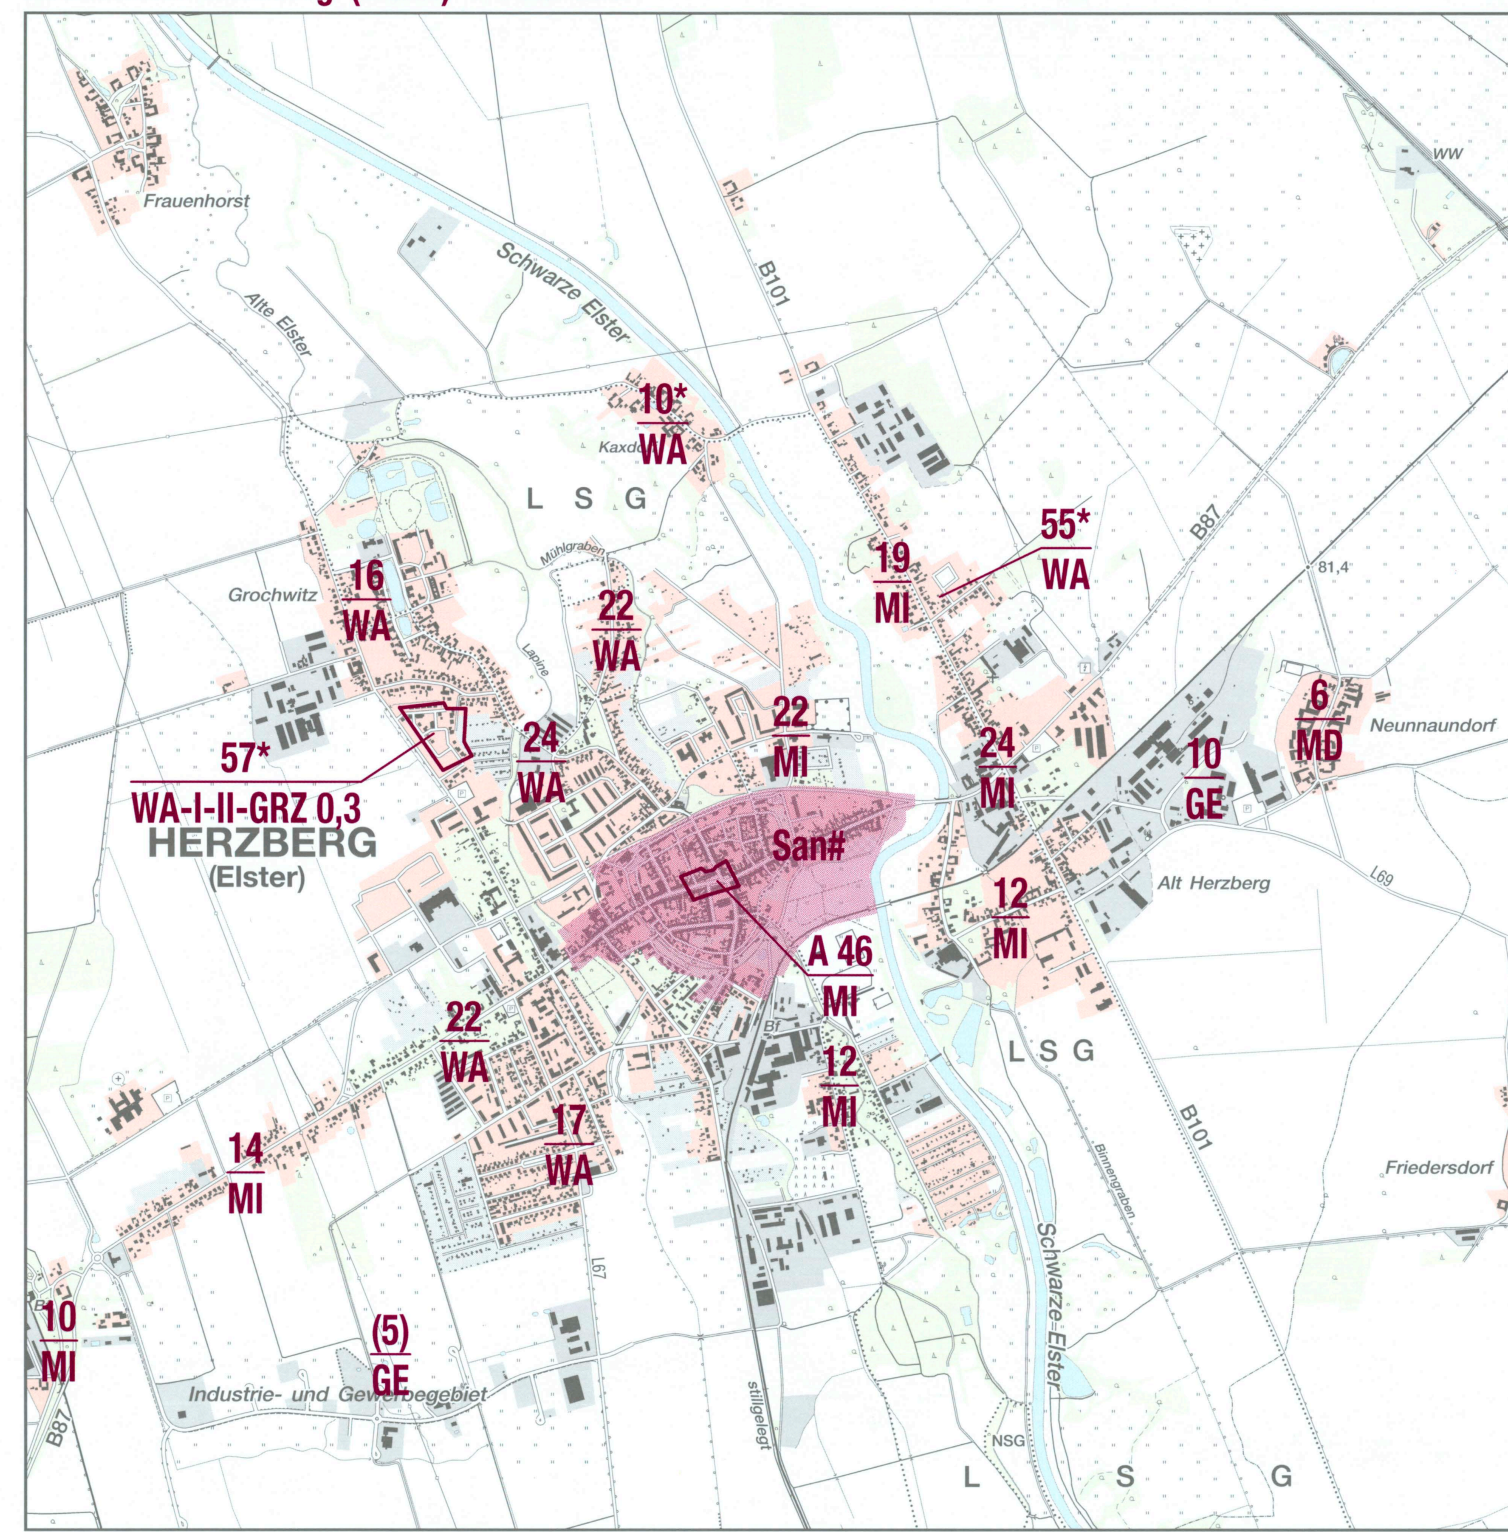 Frauenhorst
WW
Alte Elster
Schwarze Elster
B101
10*
WA
L S G
55*
WA
B87
Mühlgraben
19
MI
81,4
Grochwitz
16
WA
22
WA
Lapine
57*
WA-I-II-GRZ 0,3
24
WA
22
MI
24
MI
10
GE
6
MD
Neunnaundorf
HERZBERG
(Elster)
San#
Alt Herzberg
L69
12
MI
A 46
MI
22
WA
Bf
12
MI
L S G
B101
Binnengraben
Friedersdorf
14
MI
17
WA
L67
Schwarze-Elster
10
MI
(5)
GE
Industrie- und Gewerbegebiet
B87
stillgelegt
NSG
L S G